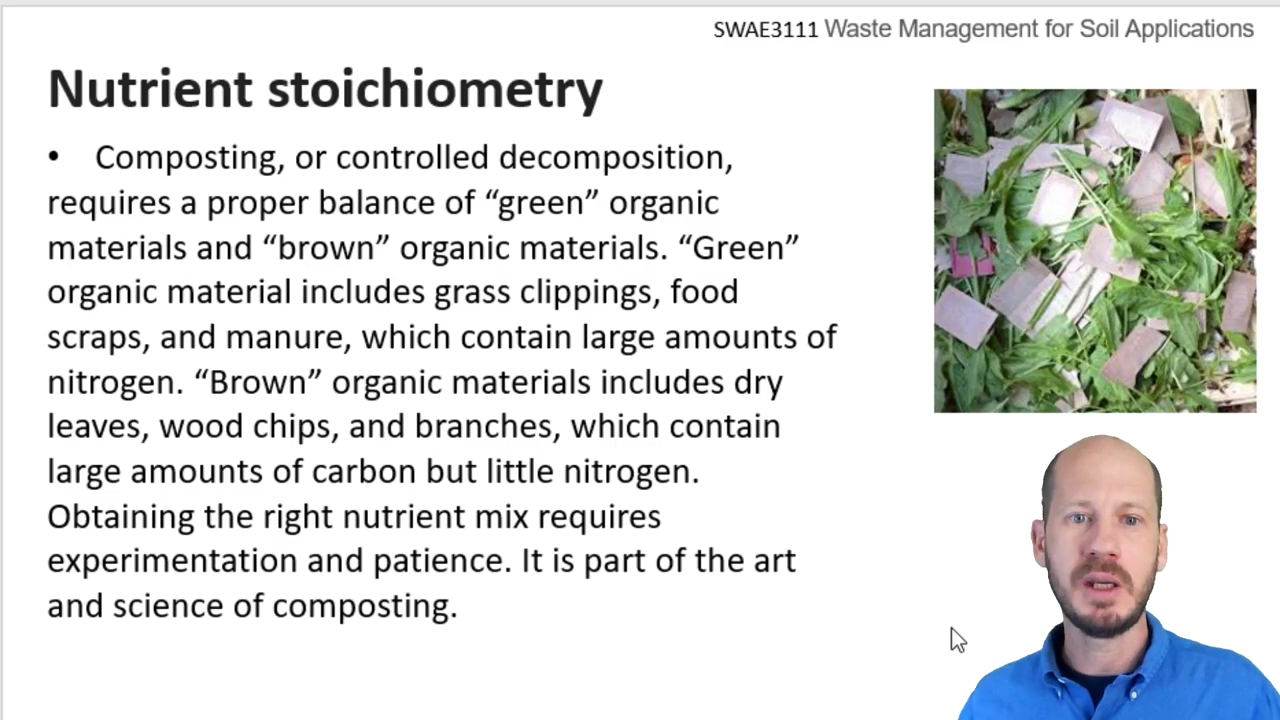 SWAE3111 Waste Management for Soil Applications
Nutrient stoichiometry
• Composting, or controlled decomposition,
requires a proper balance of “green” organic
materials and “brown” organic materials. “Green”
organic material includes grass clippings, food
scraps, and manure, which contain large amounts of
nitrogen. “Brown” organic materials includes dry
leaves, wood chips, and branches, which contain
large amounts of carbon but little nitrogen.
Obtaining the right nutrient mix requires
experimentation and patience. It is part of the art
and science of composting.